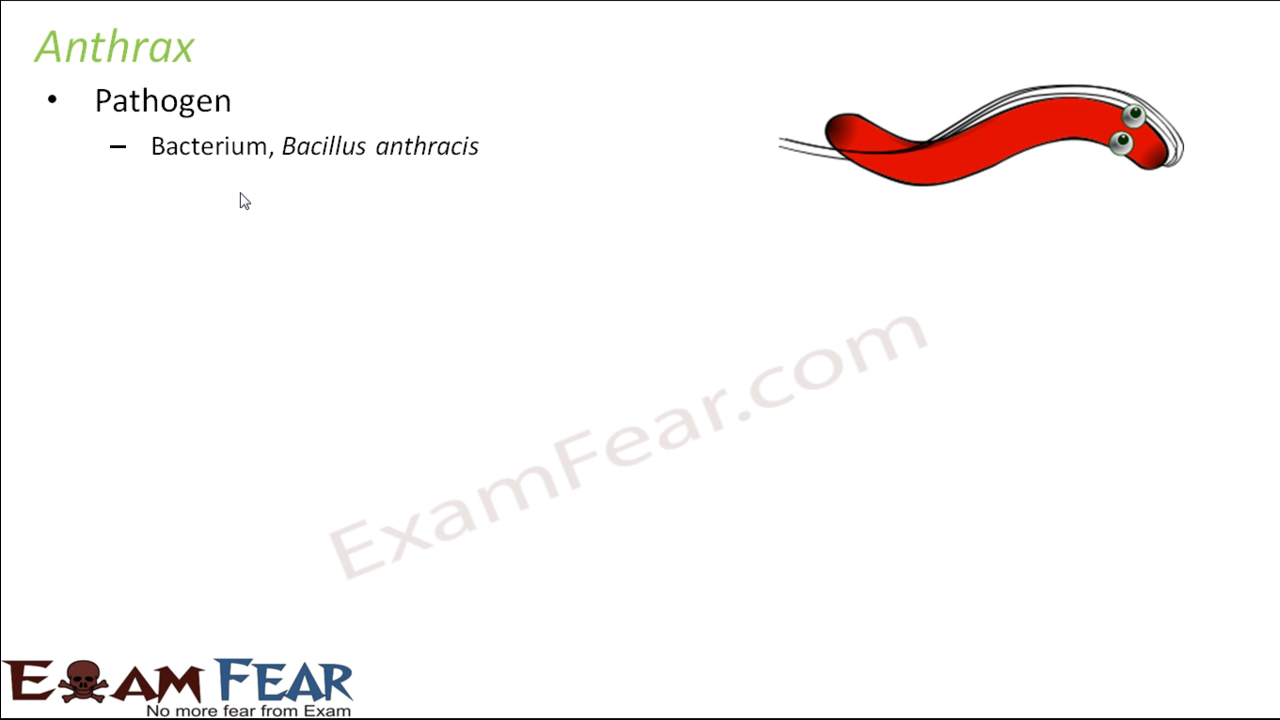 Anthrax
• Pathogen
– Bacterium, Bacillus anthracis
ExamFear.com
EXAM FEAR
No more fear from Exam